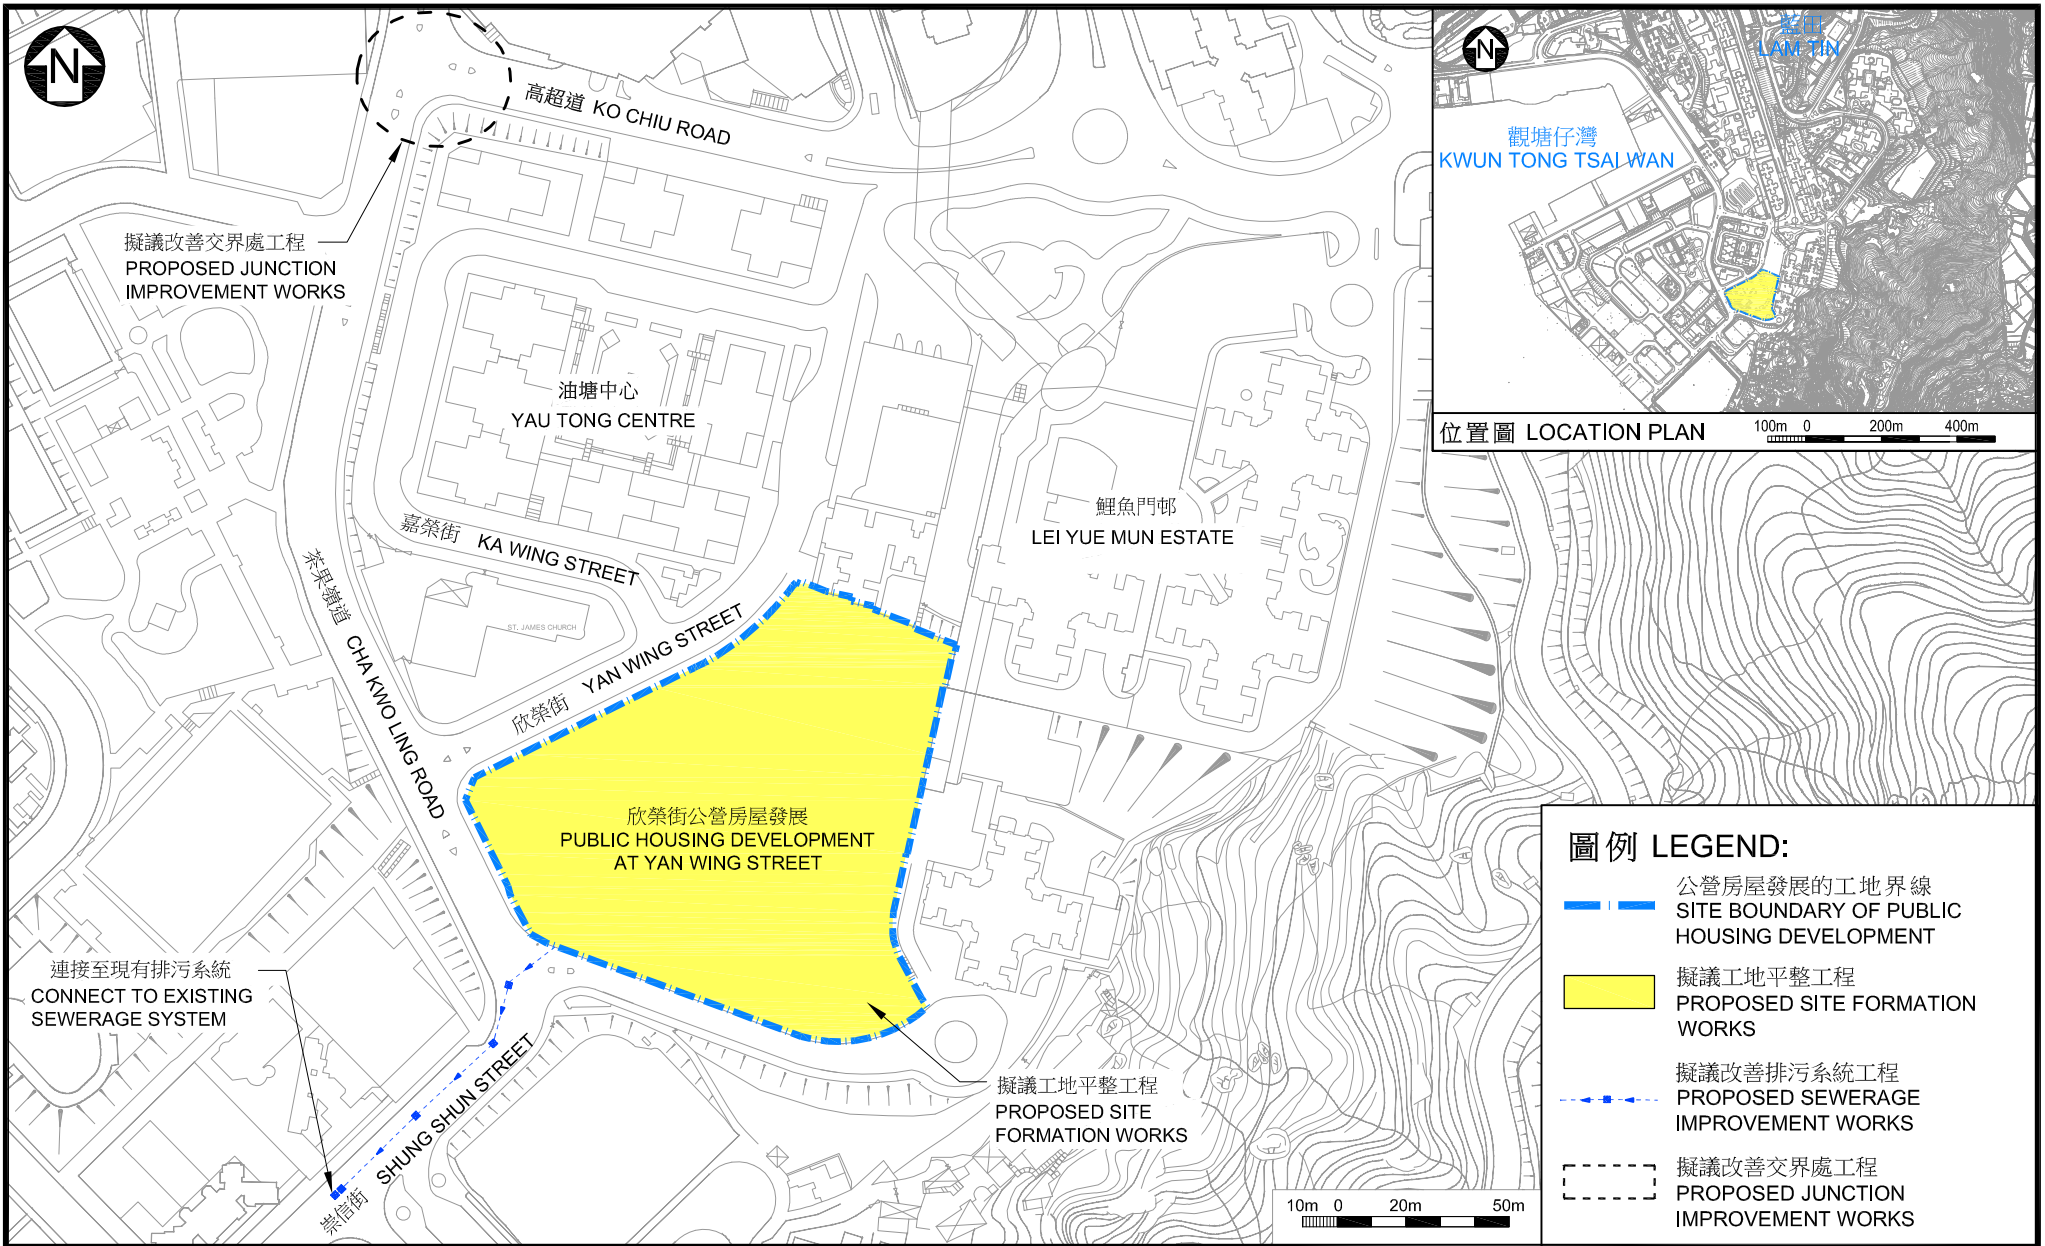 N
高超道 KO CHIU ROAD
擬議改善交界處工程
PROPOSED JUNCTION
IMPROVEMENT WORKS
油塘中心
YAU TONG CENTRE
鯉魚門邨
LEI YUE MUN ESTATE
嘉榮街 KA WING STREET
茶果嶺道 CHA KWO LING ROAD
ST. JAMES CHURCH
欣榮街 YAN WING STREET
欣榮街公營房屋發展
PUBLIC HOUSING DEVELOPMENT
AT YAN WING STREET
連接至現有排污系統
CONNECT TO EXISTING
SEWERAGE SYSTEM
崇信街 SHUNG SHUN STREET
擬議工地平整工程
PROPOSED SITE
FORMATION WORKS
10m 0 20m 50m
N
藍田
LAM TIN
觀塘仔灣
KWUN TONG TSAI WAN
位置圖 LOCATION PLAN
100m 0 200m 400m
圖例 LEGEND:
公營房屋發展的工地界線
SITE BOUNDARY OF PUBLIC
HOUSING DEVELOPMENT
擬議工地平整工程
PROPOSED SITE FORMATION
WORKS
擬議改善排污系統工程
PROPOSED SEWERAGE
IMPROVEMENT WORKS
擬議改善交界處工程
PROPOSED JUNCTION
IMPROVEMENT WORKS